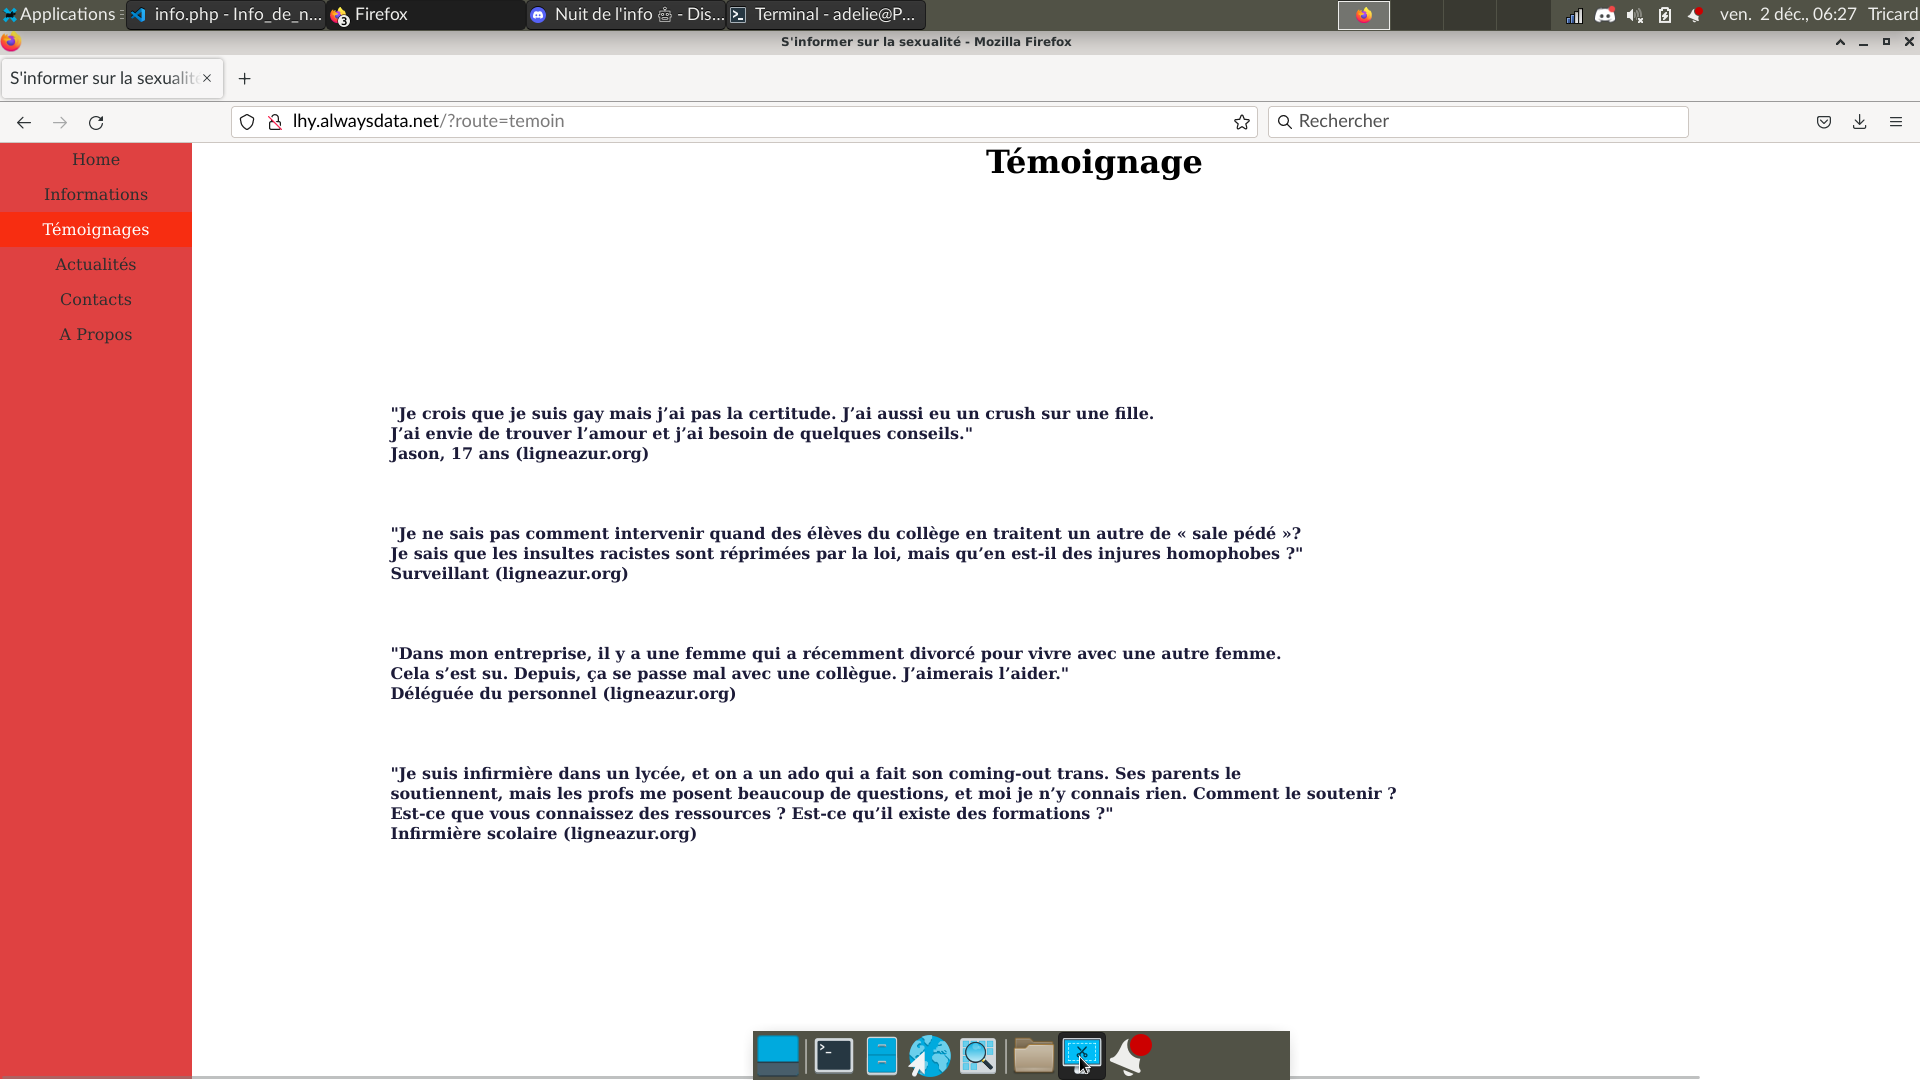 Applications
info.php - Info_de_n...
Firefox
3
Nuit de l'info - Dis...
Terminal - adelie@P...
ven. 2 déc., 06:27
Tricard
S'informer sur la sexualité - Mozilla Firefox
S'informer sur la sexualité
lhy.alwaysdata.net/?route=temoin
Rechercher
Home
Informations
Témoignages
Actualités
Contacts
A Propos
Témoignage
"Je crois que je suis gay mais j’ai pas la certitude. J’ai aussi eu un crush sur une fille.
J’ai envie de trouver l’amour et j’ai besoin de quelques conseils."
Jason, 17 ans (ligneazur.org)
"Je ne sais pas comment intervenir quand des élèves du collège en traitent un autre de « sale pédé »?
Je sais que les insultes racistes sont réprimées par la loi, mais qu’en est-il des injures homophobes ?"
Surveillant (ligneazur.org)
"Dans mon entreprise, il y a une femme qui a récemment divorcé pour vivre avec une autre femme.
Cela s’est su. Depuis, ça se passe mal avec une collègue. J’aimerais l’aider."
Déléguée du personnel (ligneazur.org)
"Je suis infirmière dans un lycée, et on a un ado qui a fait son coming-out trans. Ses parents le
soutiennent, mais les profs me posent beaucoup de questions, et moi je n’y connais rien. Comment le soutenir ?
Est-ce que vous connaissez des ressources ? Est-ce qu’il existe des formations ?"
Infirmière scolaire (ligneazur.org)